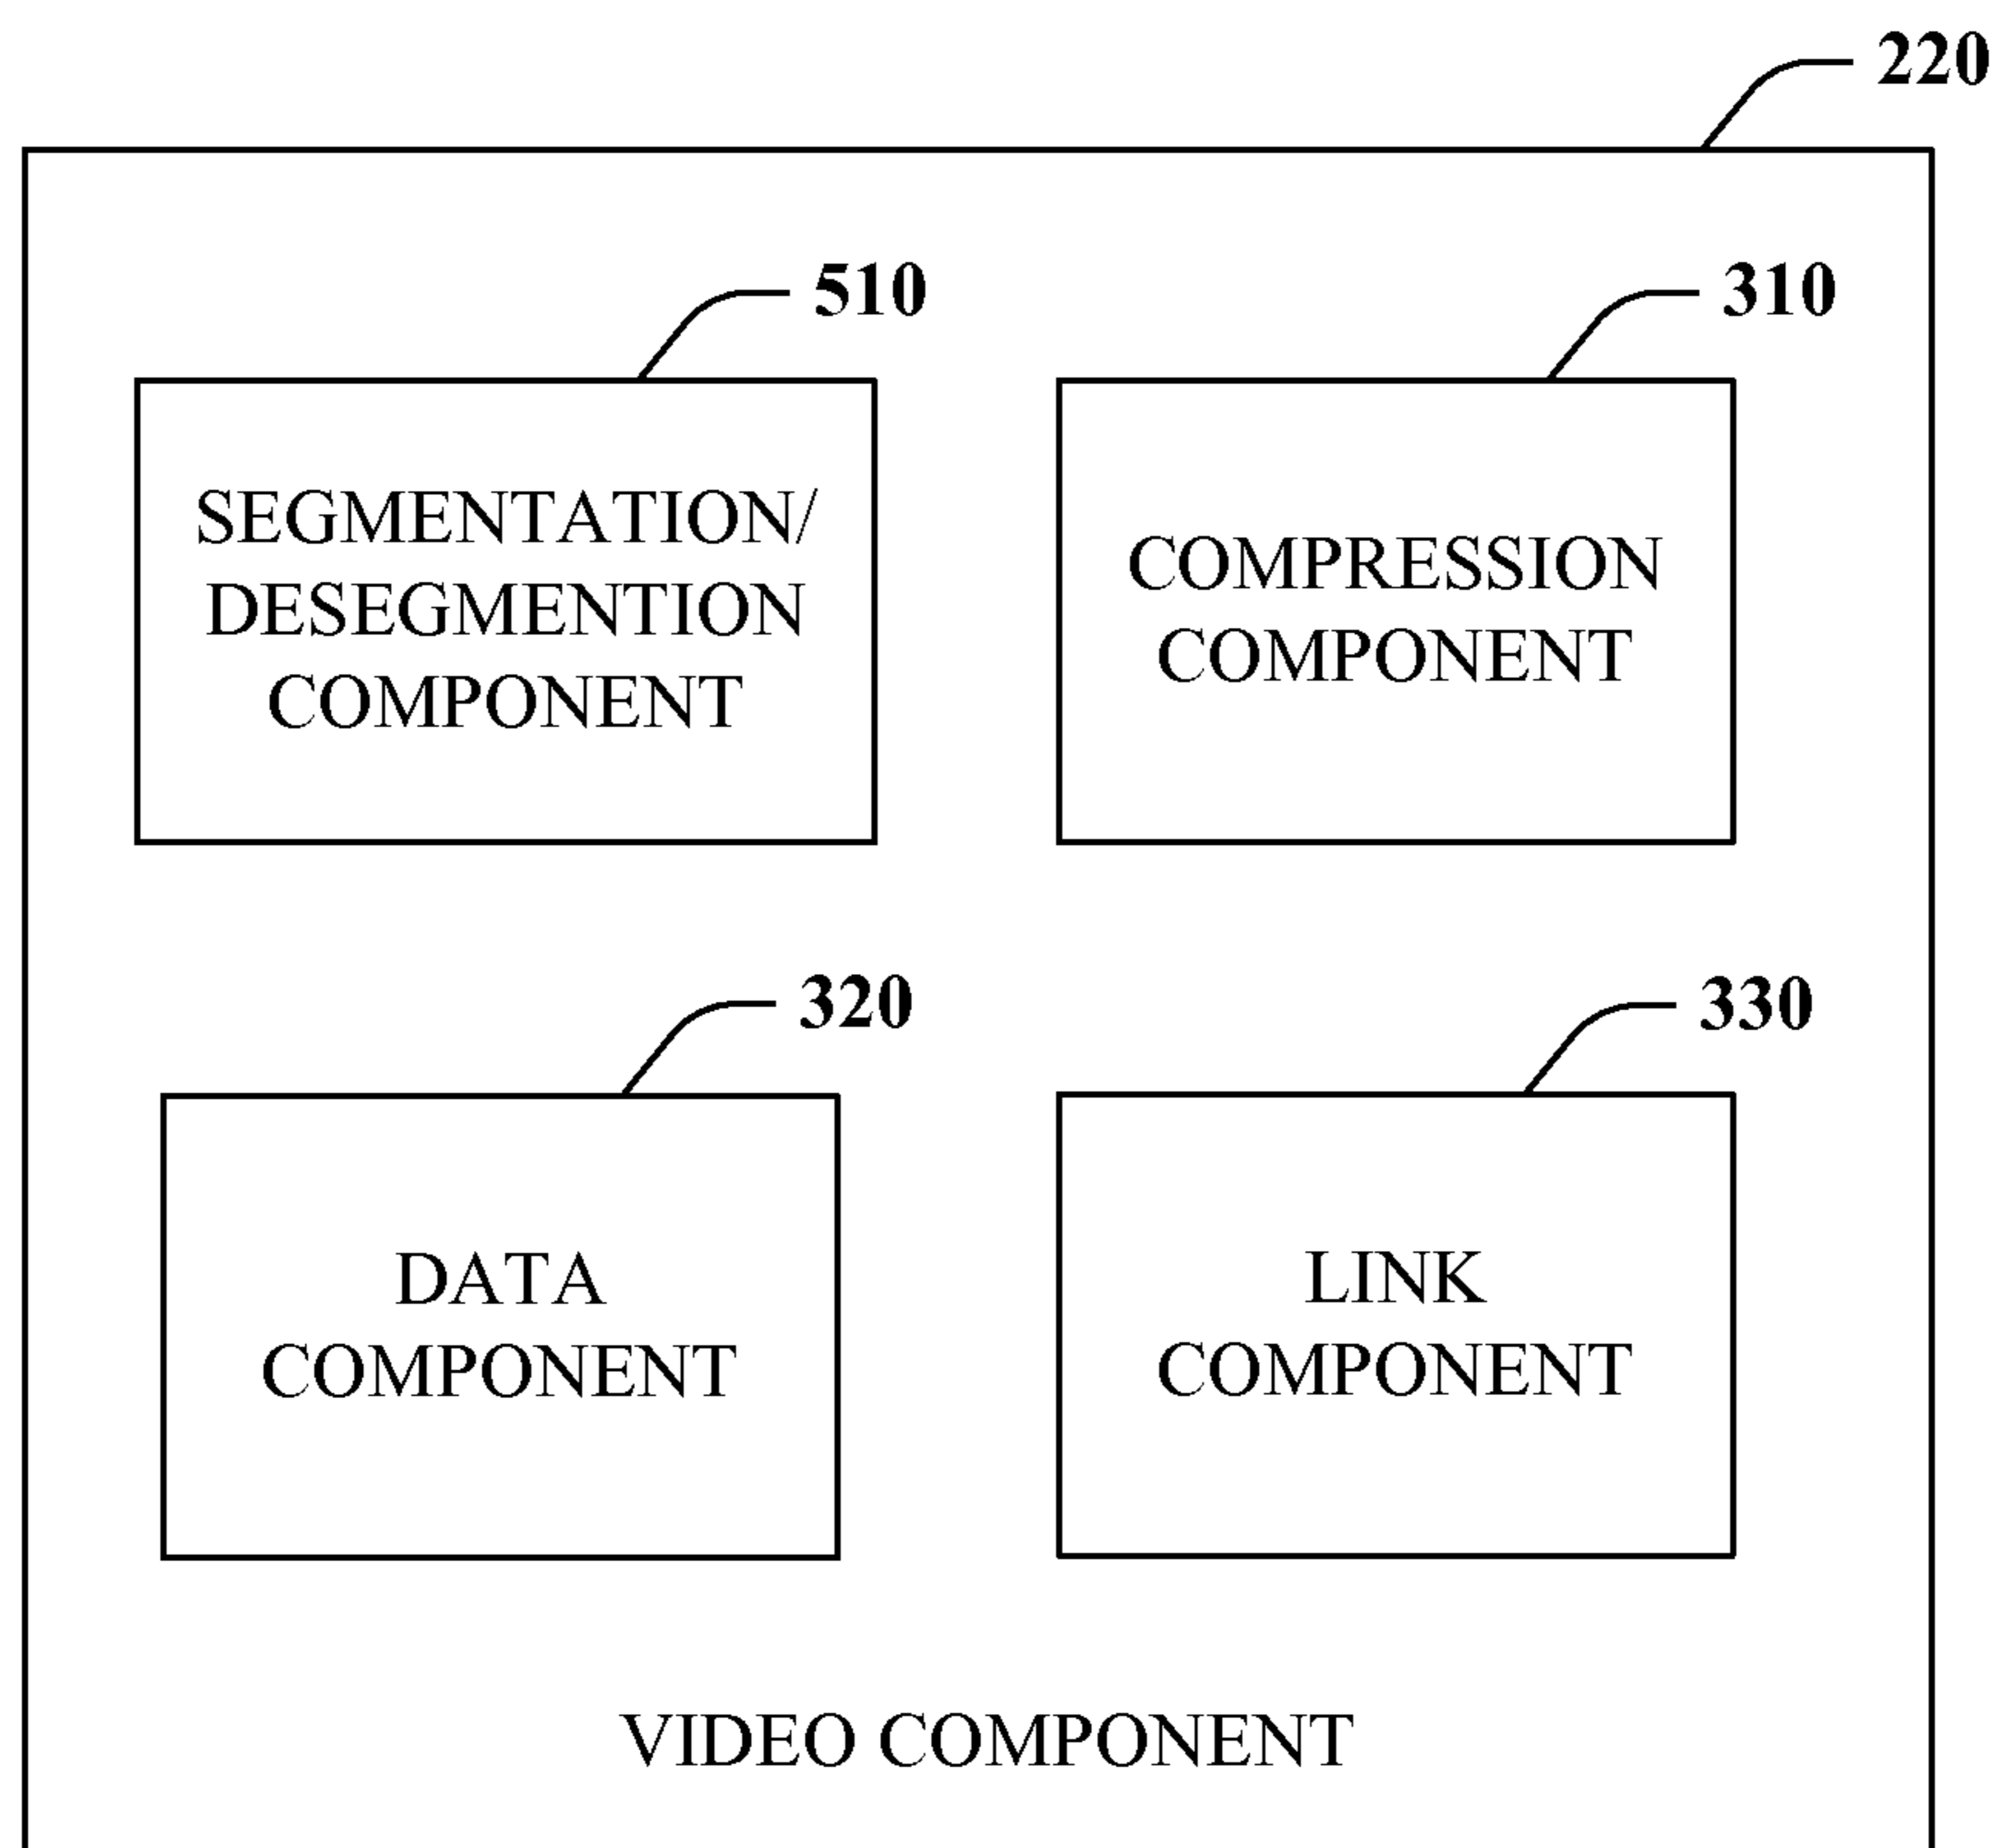 220
510
310
SEGMENTATION/
DESEGMENTION
COMPONENT
COMPRESSION
COMPONENT
320
330
DATA
COMPONENT
LINK
COMPONENT
VIDEO COMPONENT